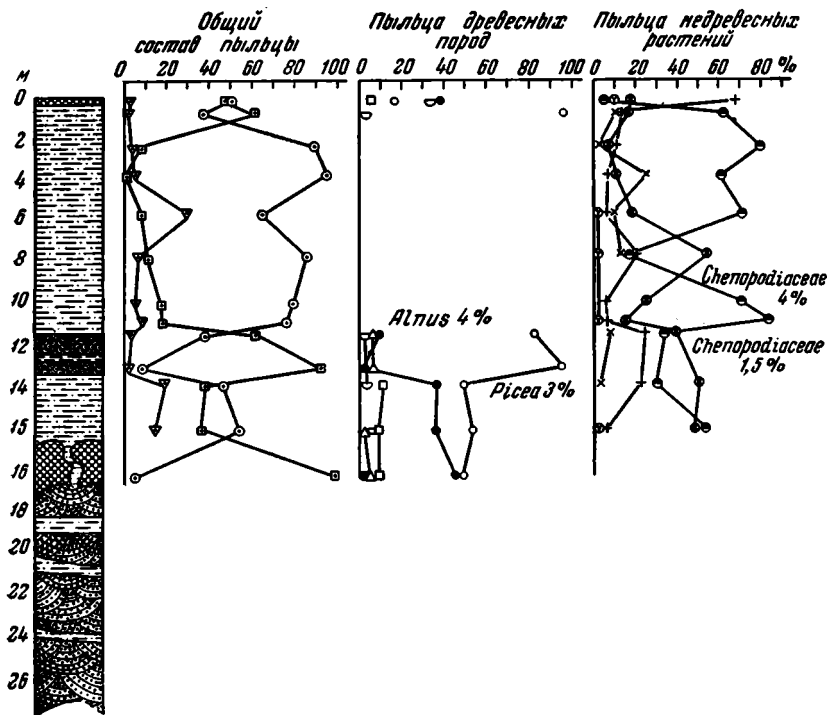 Общий
состав пыльцы
Пыльца древесных
пород
Пыльца недревесных
растений
м
0 20 40 60 80 100
0 20 40 60 80 100
0 20 40 60 80 %
0
2
4
6
8
10
12
14
16
18
20
22
24
26
Alnus 4%
Picea 3%
Chenopodiaceae
4%
Chenopodiaceae
1,5%